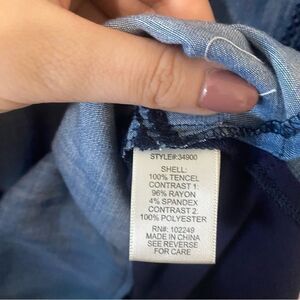 STYLE#:34900
SHELL:
100% TENCEL
CONTRAST 1:
96% RAYON
4% SPANDEX
CONTRAST 2:
100% POLYESTER
RN#: 102249
MADE IN CHINA
SEE REVERSE
FOR CARE